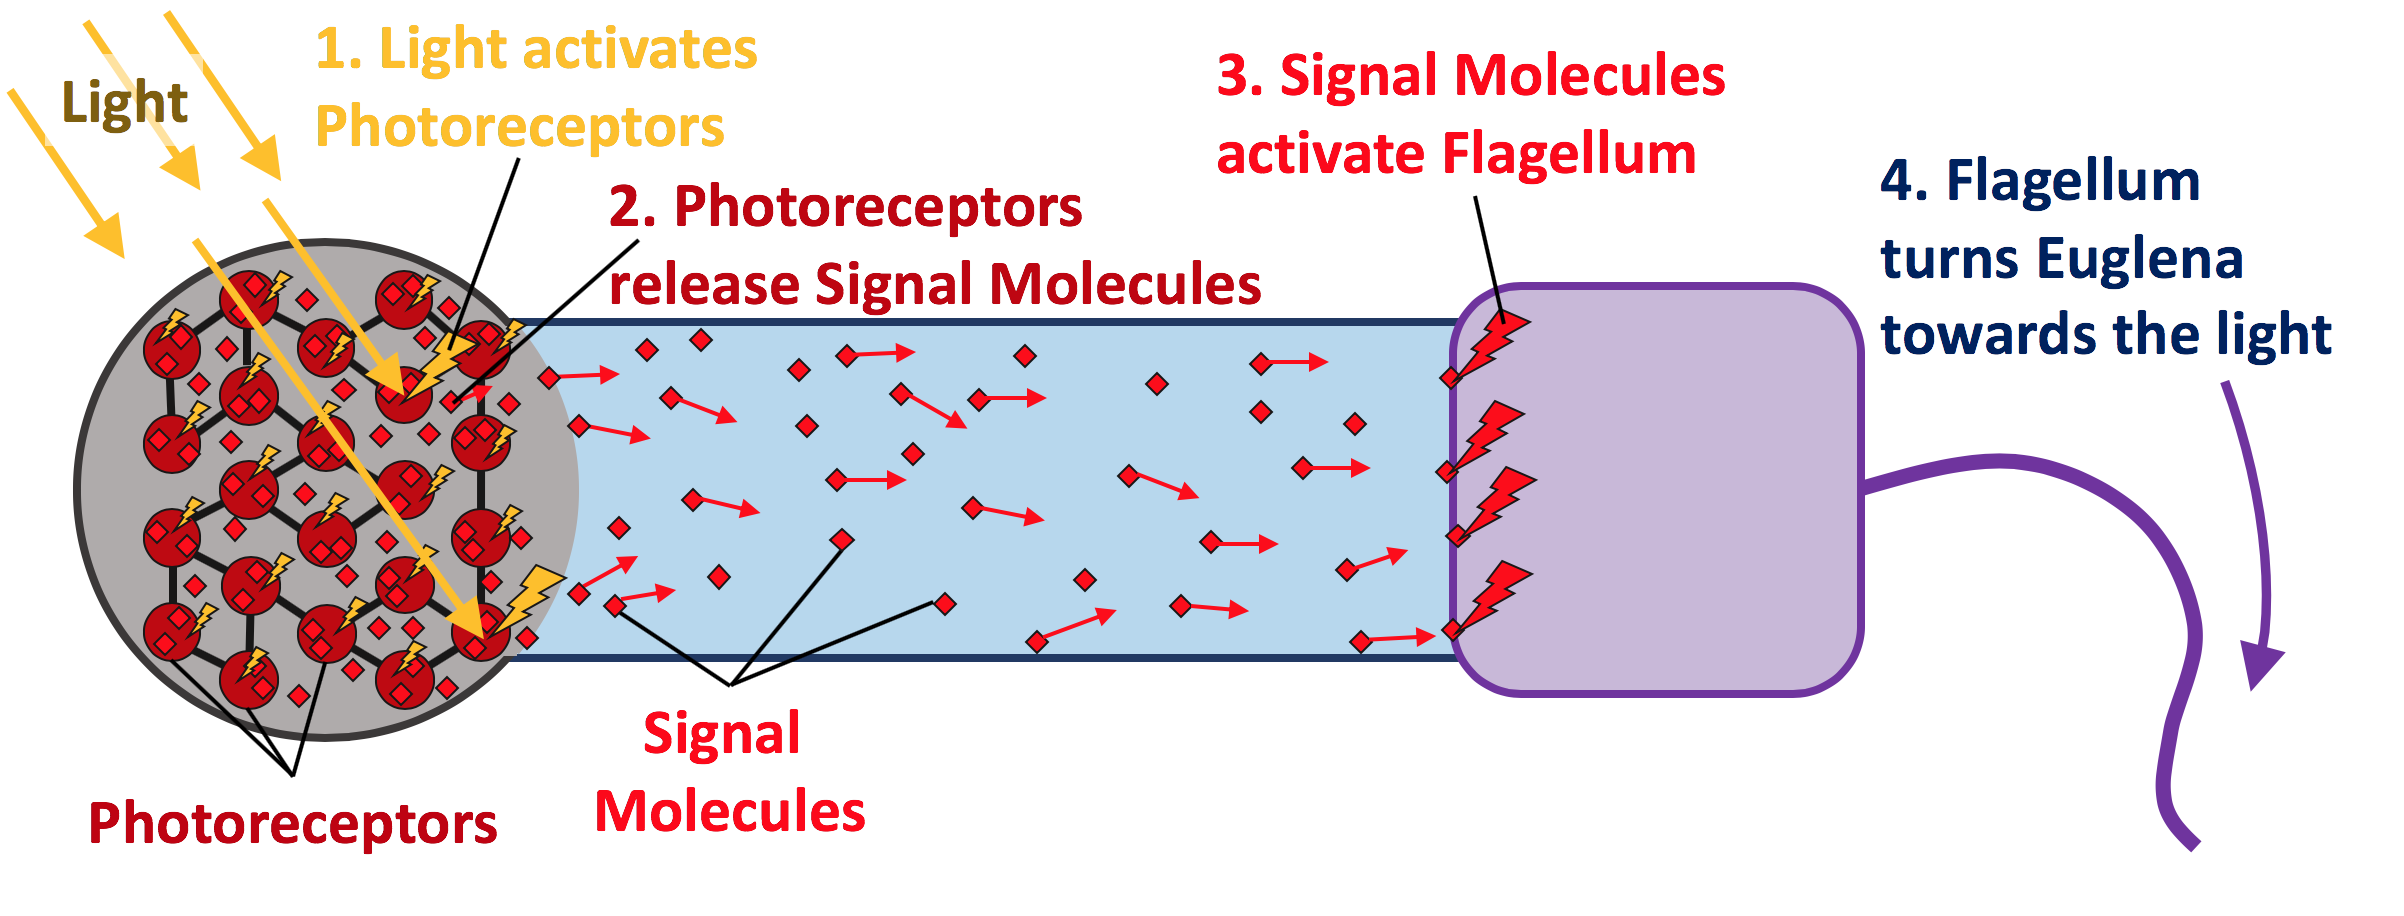 Light
1. Light activates
Photoreceptors
2. Photoreceptors
release Signal Molecules
3. Signal Molecules
activate Flagellum
4. Flagellum
turns Euglena
towards the light
Signal
Molecules
Photoreceptors